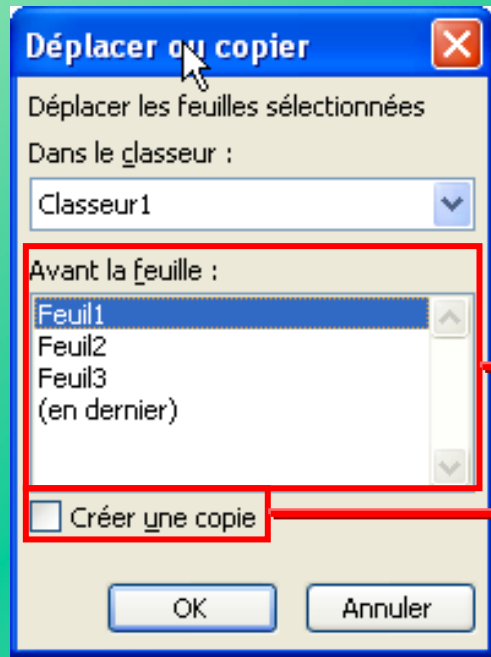 Déplacer ou copier
Déplacer les feuilles sélectionnées
Dans le classeur :
Classeur1
Avant la feuille :
Feuil1
Feuil2
Feuil3
(en dernier)
Créer une copie
OK
Annuler